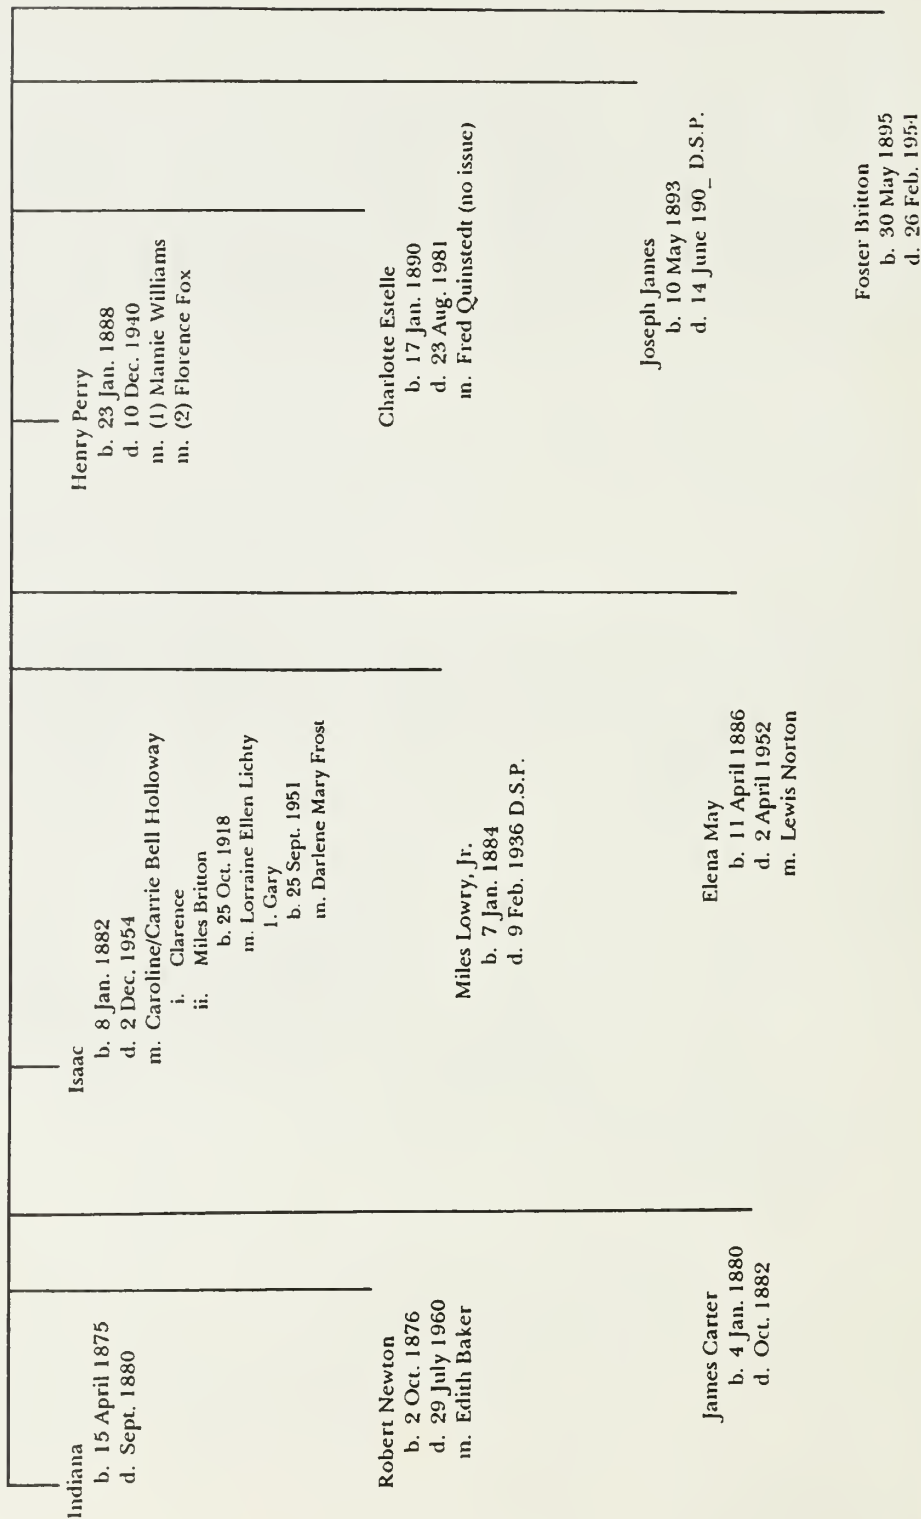 Indiana
b. 15 April 1875
d. Sept. 1880
Robert Newton
b. 2 Oct. 1876
d. 29 July 1960
m. Edith Baker
James Carter
b. 4 Jan. 1880
d. Oct. 1882
Isaac
b. 8 Jan. 1882
d. 2 Dec. 1954
m. Caroline/Carrie Bell Holloway
i. Clarence
ii. Miles Britton
b. 25 Oct. 1918
m. Lorraine Ellen Lichty
1. Gary
b. 25 Sept. 1951
m. Darlene Mary Frost
Miles Lowry, Jr.
b. 7 Jan. 1884
d. 9 Feb. 1936 D.S.P.
Elena May
b. 11 April 1886
d. 2 April 1952
m. Lewis Norton
Henry Perry
b. 23 Jan. 1888
d. 10 Dec. 1940
m. (1) Mamie Williams
m. (2) Florence Fox
Charlotte Estelle
b. 17 Jan. 1890
d. 23 Aug. 1981
m. Fred Quinstedt (no issue)
Joseph James
b. 10 May 1893
d. 14 June 190_ D.S.P.
Foster Britton
b. 30 May 1895
d. 26 Feb. 1954